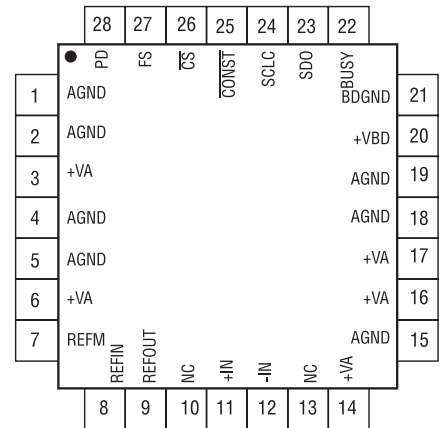 28 27 26 25 24 23 22
PD FS CS CONST SCLC SDO BUSY
1 AGND BDGND 21
2 AGND +VBD 20
3 +VA AGND 19
4 AGND AGND 18
5 AGND +VA 17
6 +VA +VA 16
7 REFM AGND 15
REFIN REFOUT NC +IN -IN NC +VA
8 9 10 11 12 13 14